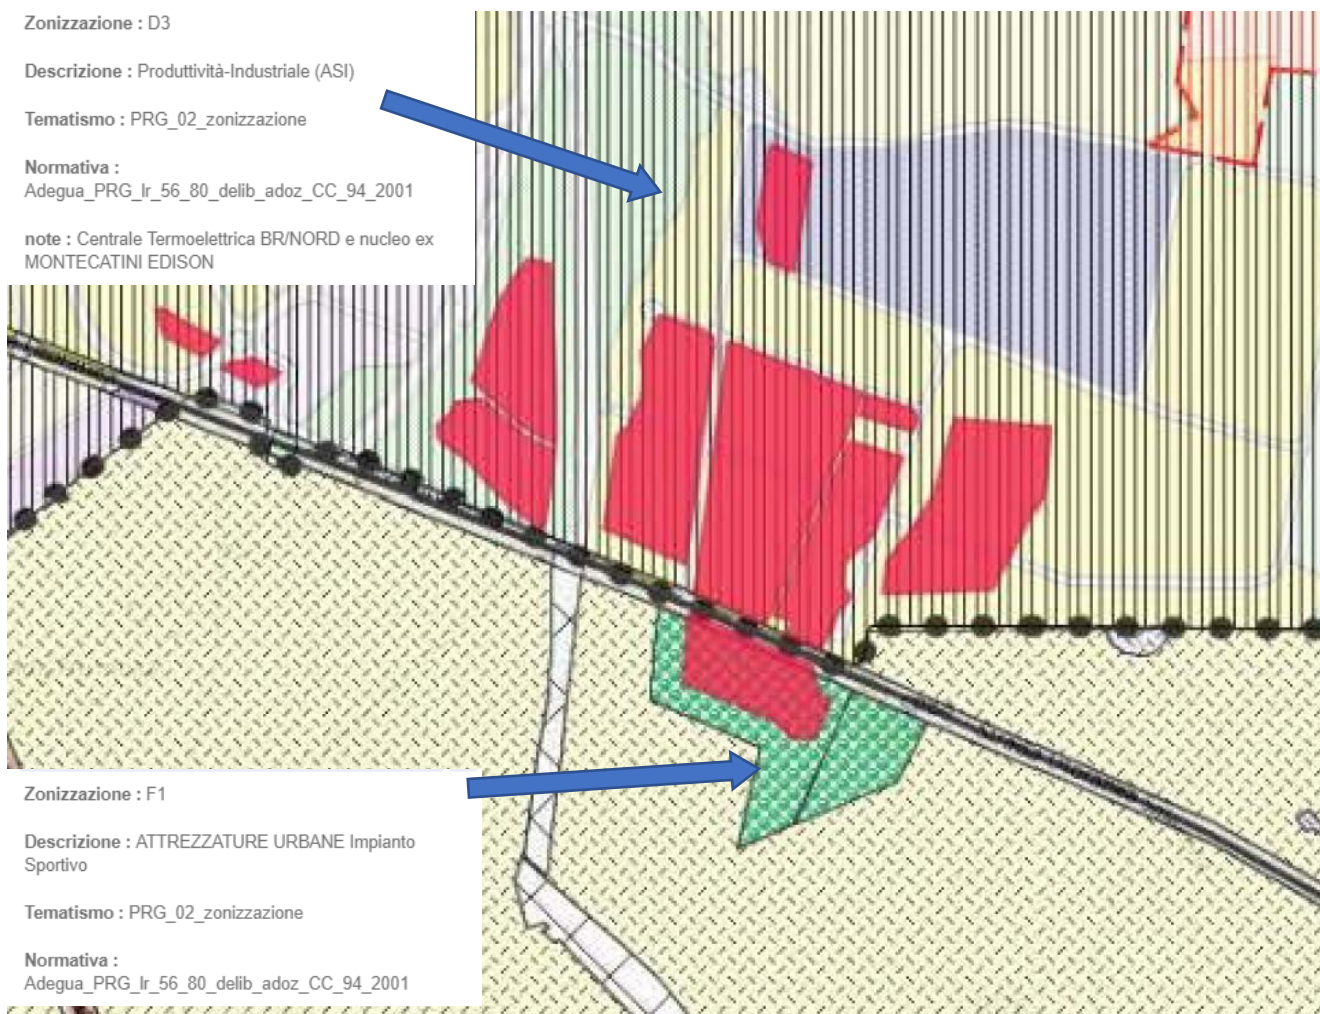 Zonizzazione : D3
Descrizione : Produttività-Industriale (ASI)
Tematismo : PRG_02_zonizzazione
Normativa :
Adegua_PRG_lr_56_80_delib_adoz_CC_94_2001
note : Centrale Termoelettrica BR/NORD e nucleo ex
MONTECATINI EDISON
Zonizzazione : F1
Descrizione : ATTREZZATURE URBANE Impianto
Sportivo
Tematismo : PRG_02_zonizzazione
Normativa :
Adegua_PRG_lr_56_80_delib_adoz_CC_94_2001